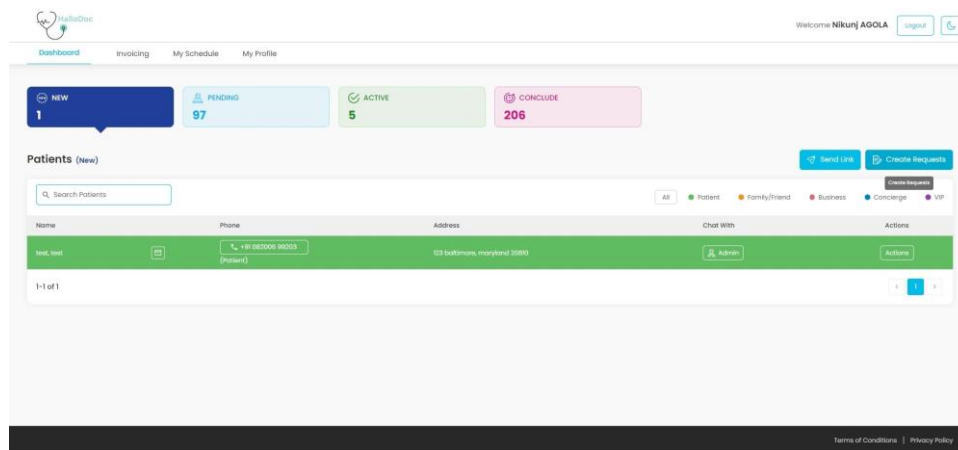 HalloDoc
Welcome Nikunj AGOLA Logout
Dashboard Invoicing My Schedule My Profile
NEW PENDING ACTIVE CONCLUDE
1 97 5 206
Patients (New) Send Link Create Requests
Create Requests
Search Patients All Patient Family/Friend Business Concierge VIP
Name Phone Address Chat With Actions
test, test +91 082006 99203 123 baltimore, maryland Admin Actions
(Patient)
1-1 of 1 1
Terms of Conditions | Privacy Policy